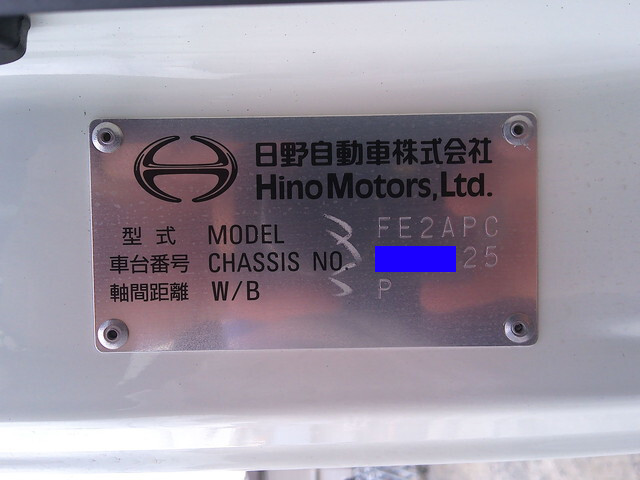 日野自動車株式会社
Hino Motors, Ltd.
型式 MODEL FE2APC
車台番号 CHASSIS NO. 25
軸間距離 W/B P